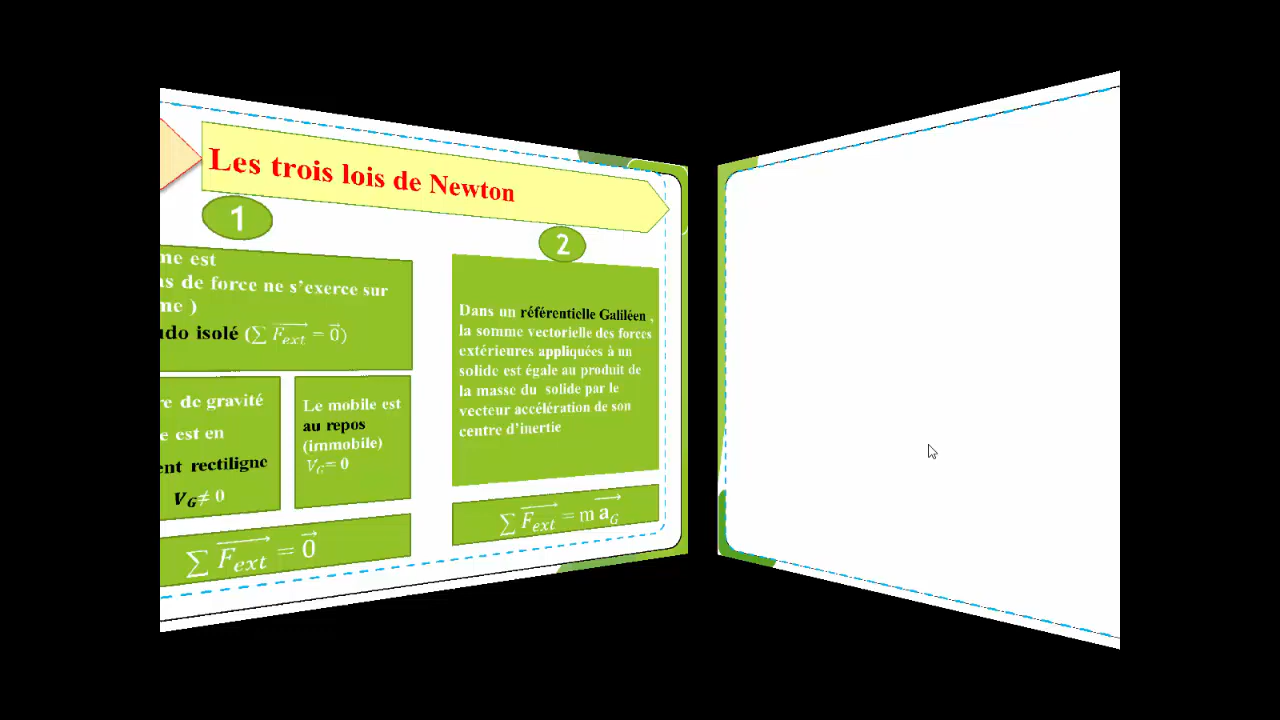 Les trois lois de Newton
1
2
me est
s de force ne s'exerce sur
me )
udo isolé (∑ F⃗ext = 0⃗)
re de gravité
e est en
ent rectiligne
V_G ≠ 0
Le mobile est
au repos
(immobile)
V_G = 0
∑ F⃗ext = 0⃗
Dans un référentielle Galiléen ,
la somme vectorielle des forces
extérieures appliquées à un
solide est égale au produit de
la masse du solide par le
vecteur accélération de son
centre d'inertie
∑ F⃗ext = m a⃗_G